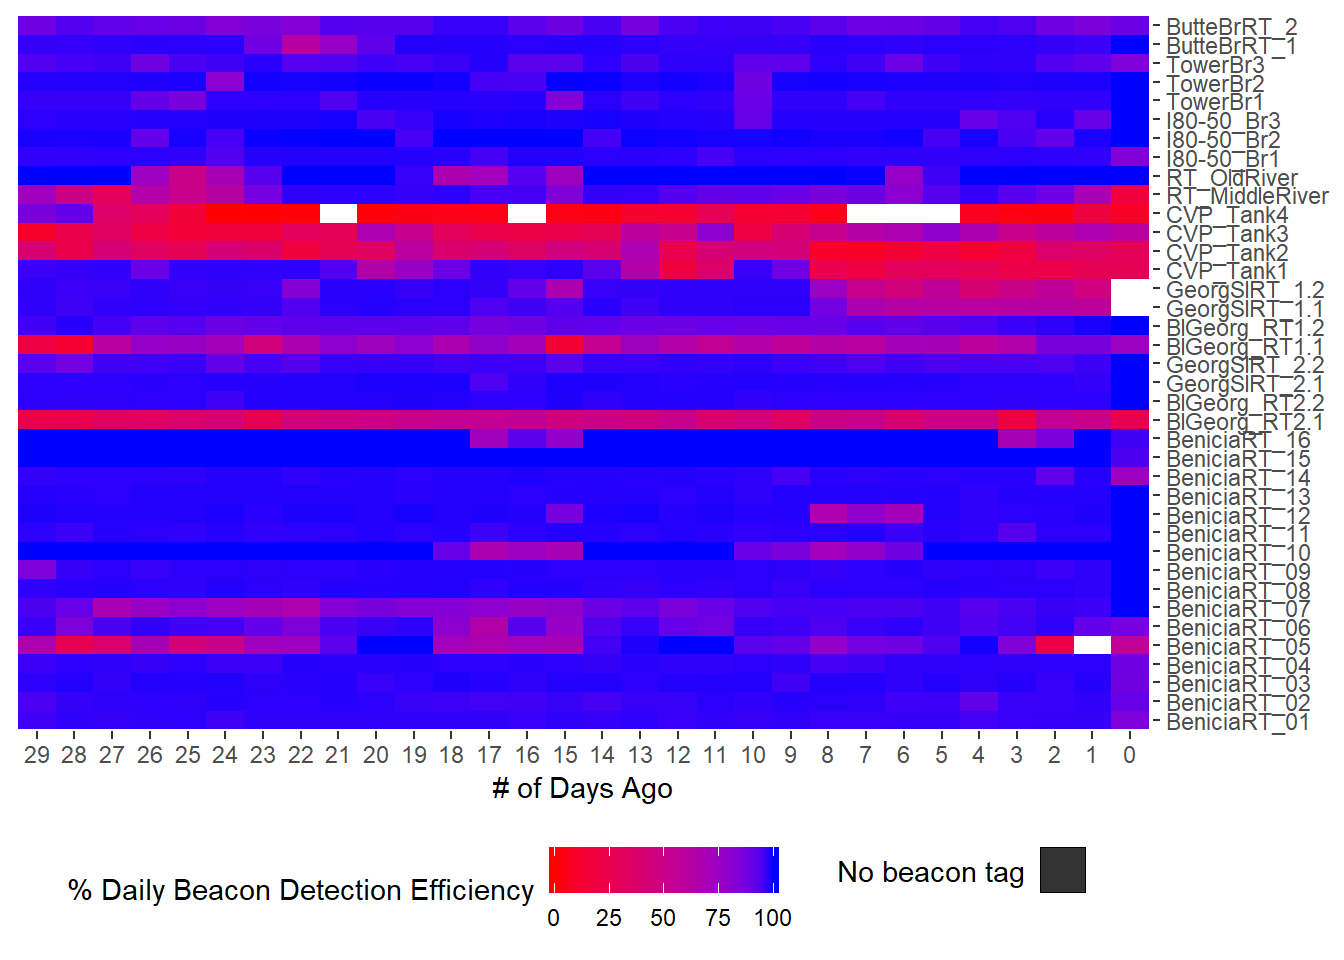 ButteBrRT_2
ButteBrRT_1
TowerBr3
TowerBr2
TowerBr1
I80-50_Br3
I80-50_Br2
I80-50_Br1
RT_OldRiver
RT_MiddleRiver
CVP_Tank4
CVP_Tank3
CVP_Tank2
CVP_Tank1
GeorgSlRT_1.2
GeorgSlRT_1.1
BlGeorg_RT1.2
BlGeorg_RT1.1
GeorgSlRT_2.2
GeorgSlRT_2.1
BlGeorg_RT2.2
BlGeorg_RT2.1
BeniciaRT_16
BeniciaRT_15
BeniciaRT_14
BeniciaRT_13
BeniciaRT_12
BeniciaRT_11
BeniciaRT_10
BeniciaRT_09
BeniciaRT_08
BeniciaRT_07
BeniciaRT_06
BeniciaRT_05
BeniciaRT_04
BeniciaRT_03
BeniciaRT_02
BeniciaRT_01
29 28 27 26 25 24 23 22 21 20 19 18 17 16 15 14 13 12 11 10 9 8 7 6 5 4 3 2 1 0
# of Days Ago
% Daily Beacon Detection Efficiency
0 25 50 75 100
No beacon tag